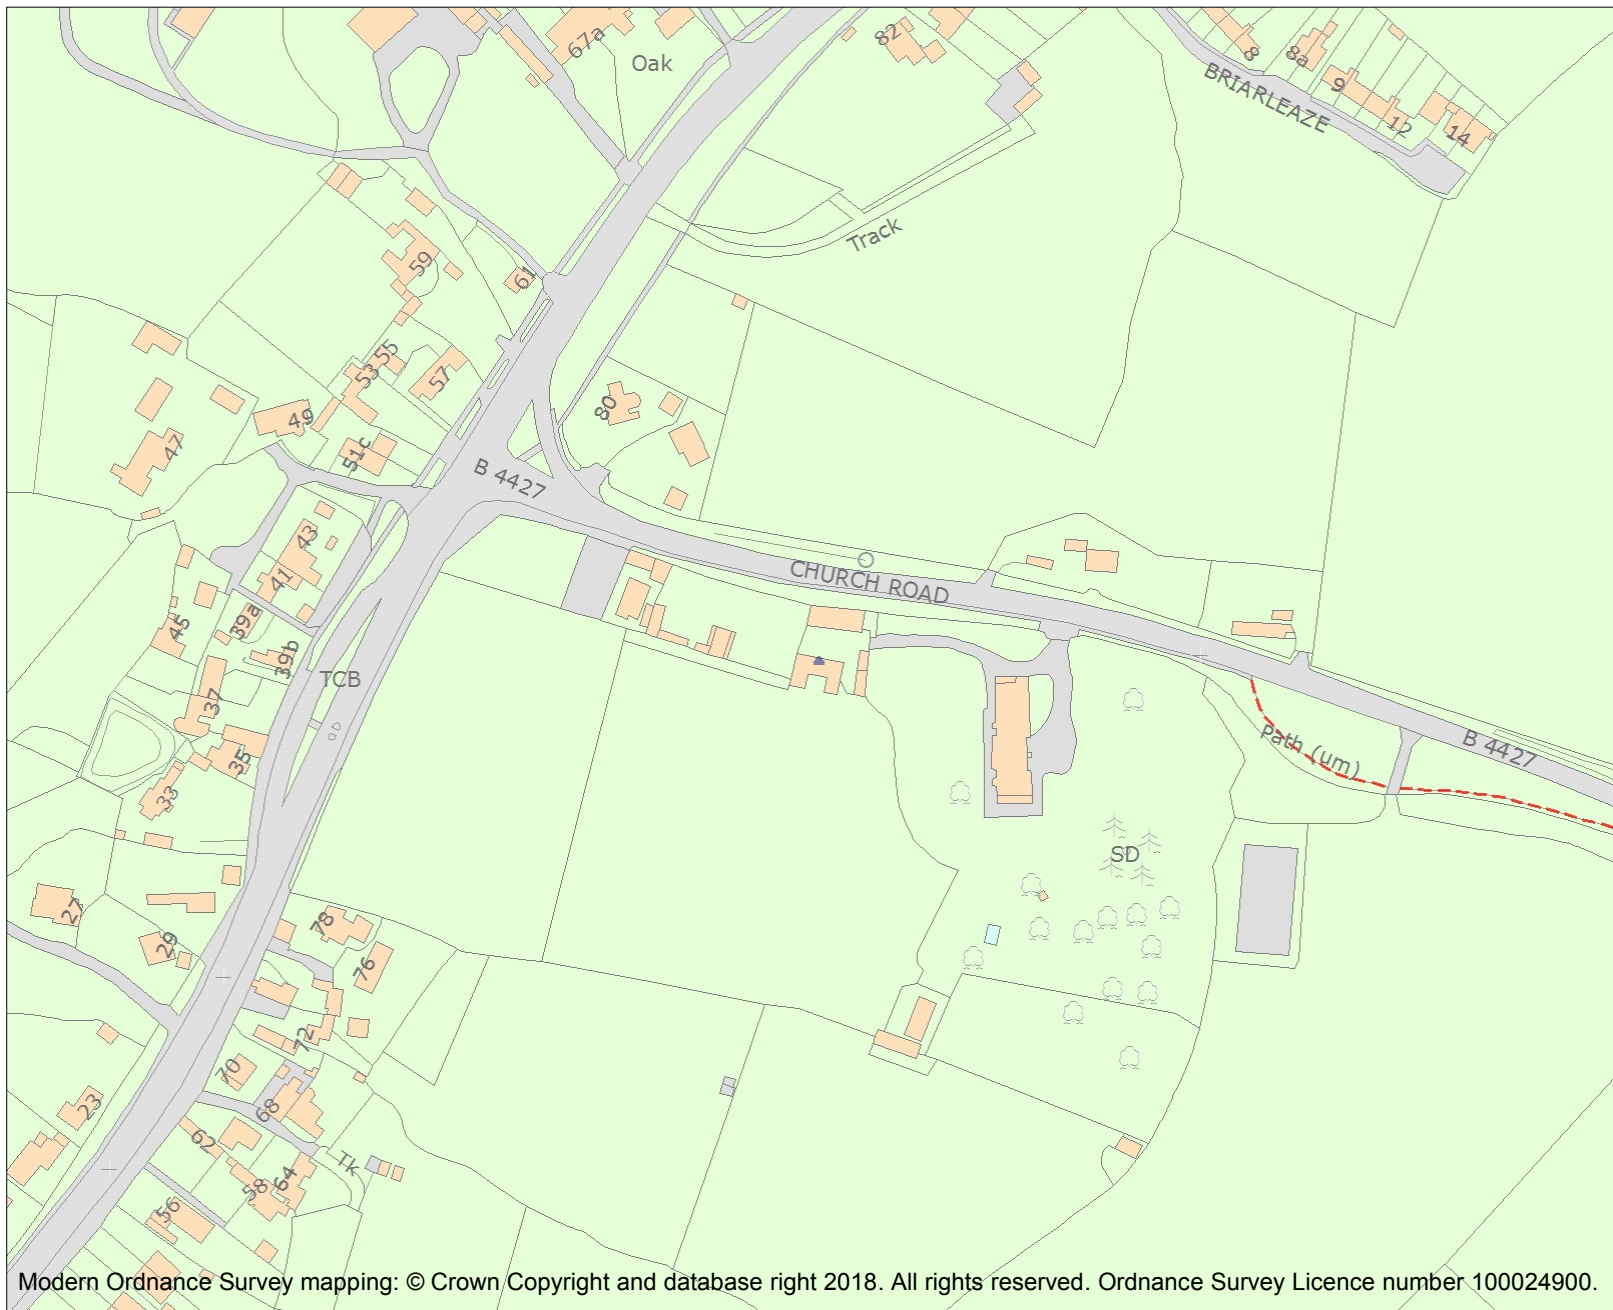 67a
Oak
82
8
8a
9
12
14
BRIARLEAZE
Track
59
61
55
53
57
49
51c
47
80
B 4427
43
41
39a
45
39b
37
TCB
35
33
CHURCH ROAD
Path (um)
B 4427
SD
27
29
78
76
72
70
68
23
62
64
58
56
Tk
Modern Ordnance Survey mapping: © Crown Copyright and database right 2018. All rights reserved. Ordnance Survey Licence number 100024900.